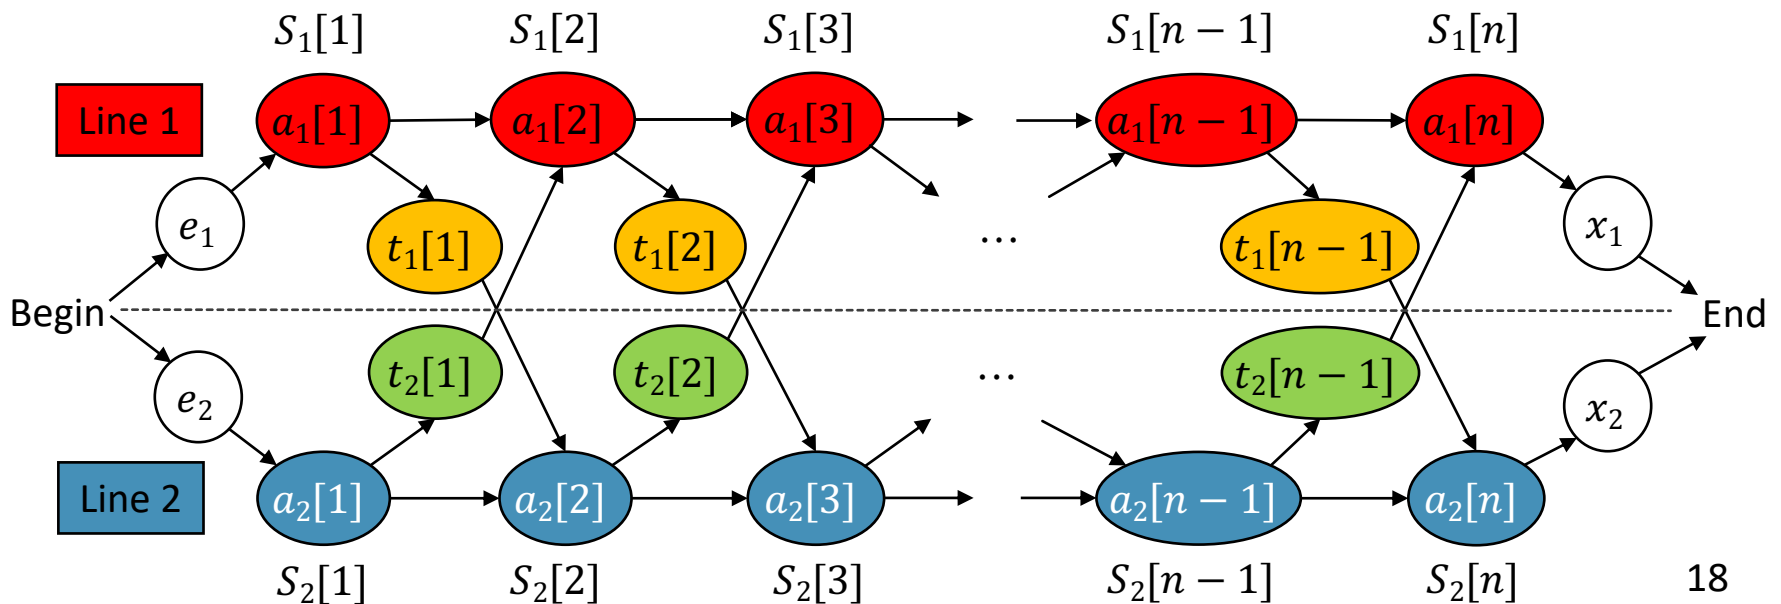 S₁[1] S₁[2] S₁[3] S₁[n − 1] S₁[n]
Line 1 a₁[1] a₁[2] a₁[3] a₁[n − 1] a₁[n]
e₁ t₁[1] t₁[2] ... t₁[n − 1] x₁
Begin End
e₂ t₂[1] t₂[2] ... t₂[n − 1] x₂
Line 2 a₂[1] a₂[2] a₂[3] a₂[n − 1] a₂[n]
S₂[1] S₂[2] S₂[3] S₂[n − 1] S₂[n] 18